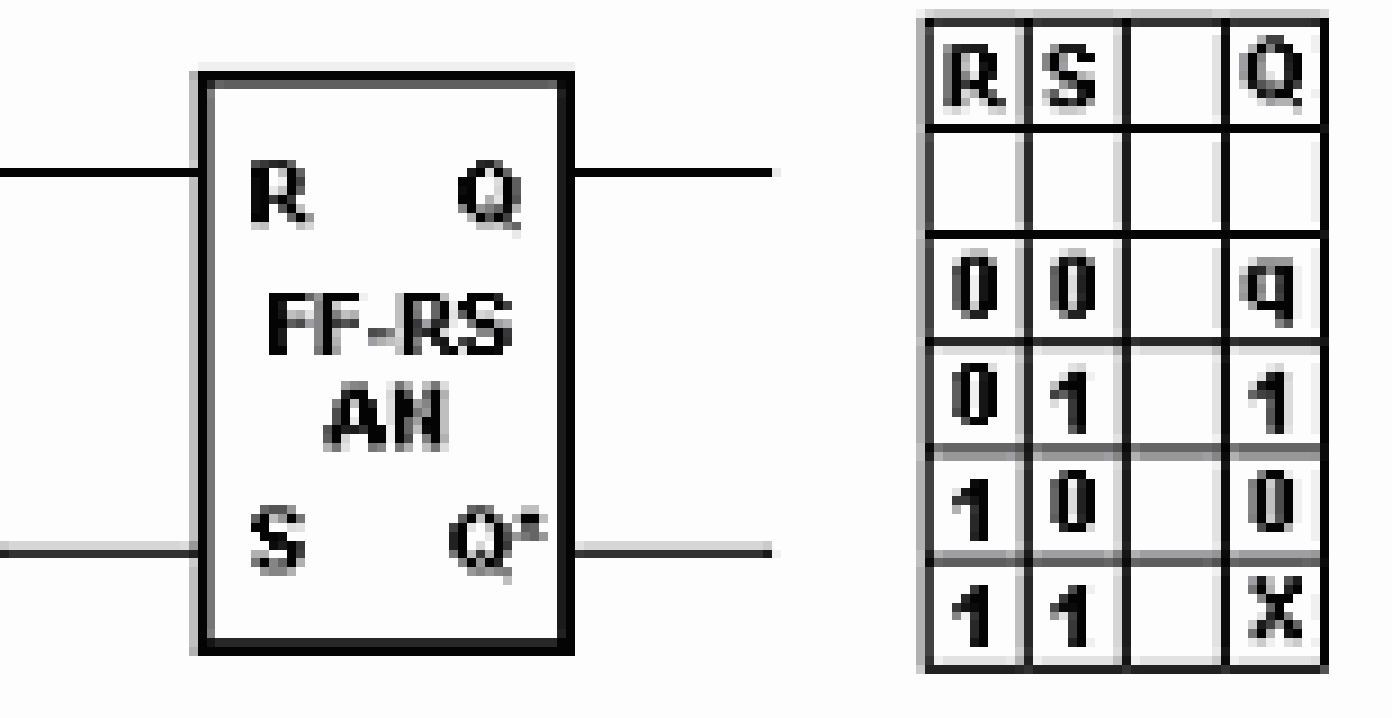 R Q
FF-RS
AN
S Q*
R S Q
0 0 q
0 1 1
1 0 0
1 1 X